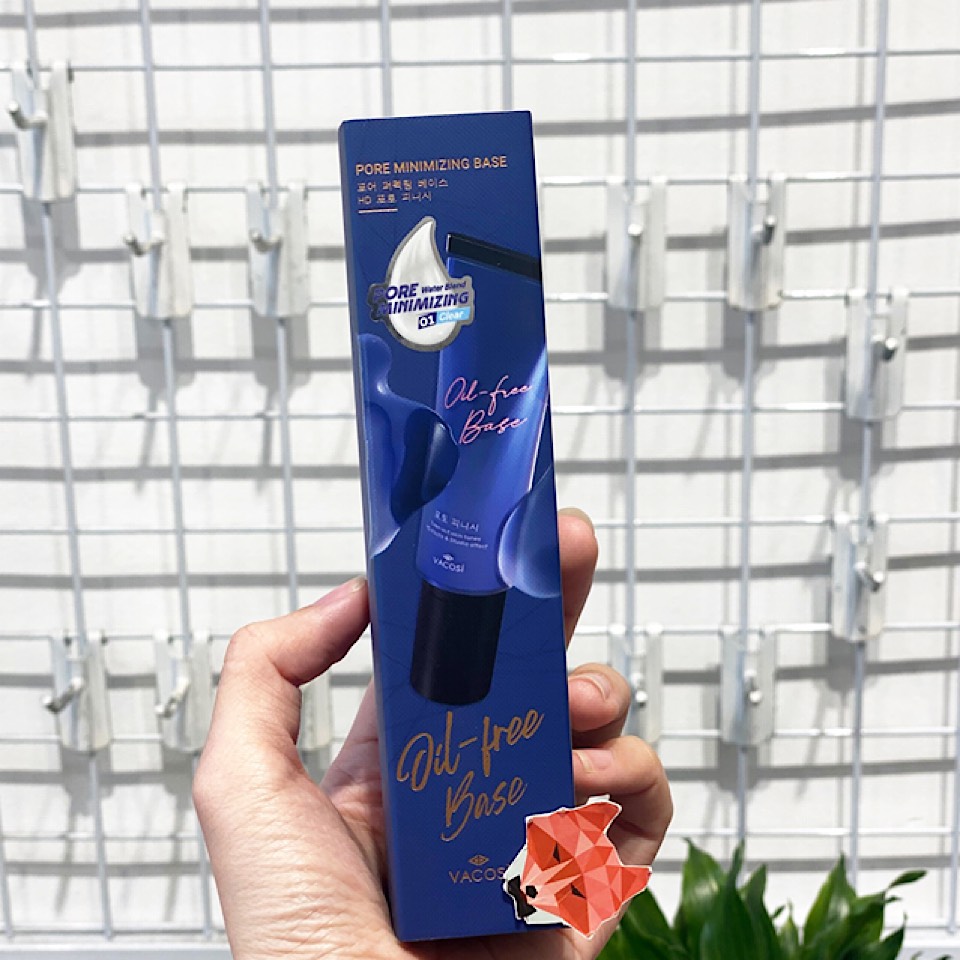 PORE MINIMIZING BASE
포어 퍼펙팅 베이스
HD 포토 피니시
PORE Water Blend
MINIMIZING
01 Clear
Oil-free
Base
포토 피니시
VACOSI
Oil-free
Base
VACOS